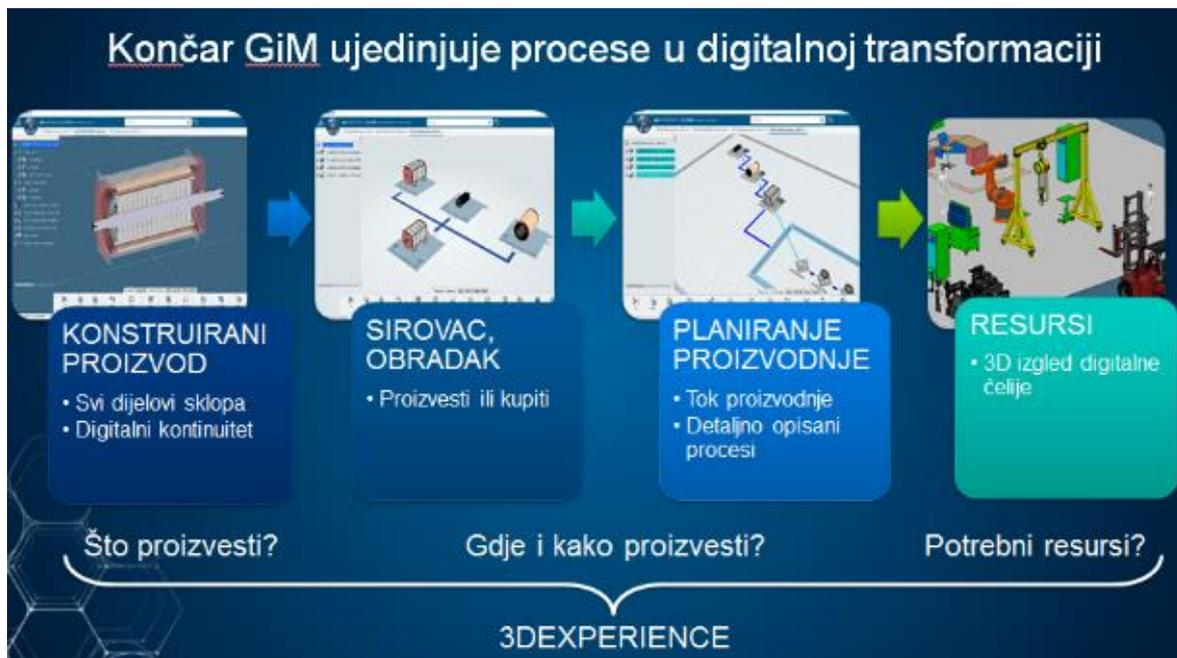 Končar GiM ujedinjuje procese u digitalnoj transformaciji
KONSTRUIRANI
PROIZVOD
• Svi dijelovi sklopa
• Digitalni kontinuitet
SIROVAC,
OBRADAK
• Proizvesti ili kupiti
PLANIRANJE
PROIZVODNJE
• Tok proizvodnje
• Detaljno opisani
procesi
RESURSI
• 3D izgled digitalne
ćelije
Što proizvesti?
Gdje i kako proizvesti?
Potrebni resursi?
3DEXPERIENCE